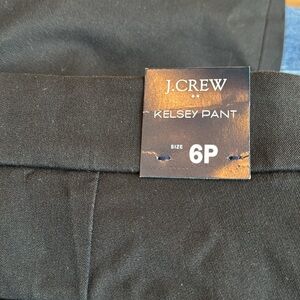 J.CREW
KELSEY PANT
SIZE 6P